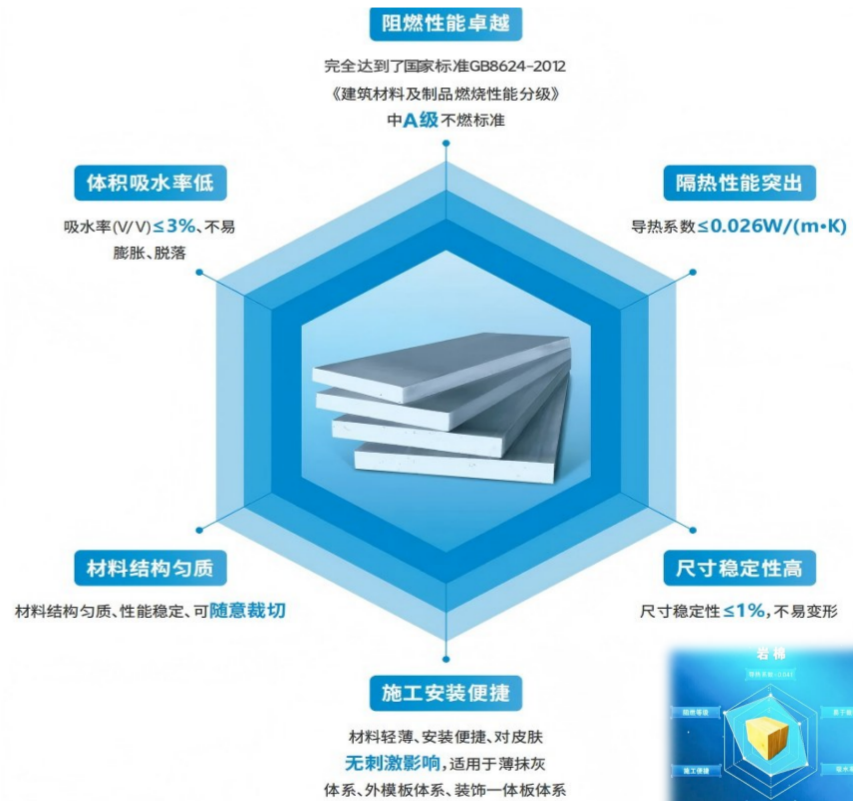 阻燃性能卓越
完全达到了国家标准GB8624-2012
《建筑材料及制品燃烧性能分级》
中A级不燃标准
体积吸水率低
吸水率(V/V)≤3%、不易
膨胀、脱落
隔热性能突出
导热系数≤0.026W/(m•K)
材料结构匀质
材料结构匀质、性能稳定、可随意裁切
尺寸稳定性高
尺寸稳定性≤1%,不易变形
施工安装便捷
材料轻薄、安装便捷、对皮肤
无刺激影响,适用于薄抹灰
体系、外模板体系、装饰一体板体系
岩棉
阻燃等级
施工便捷